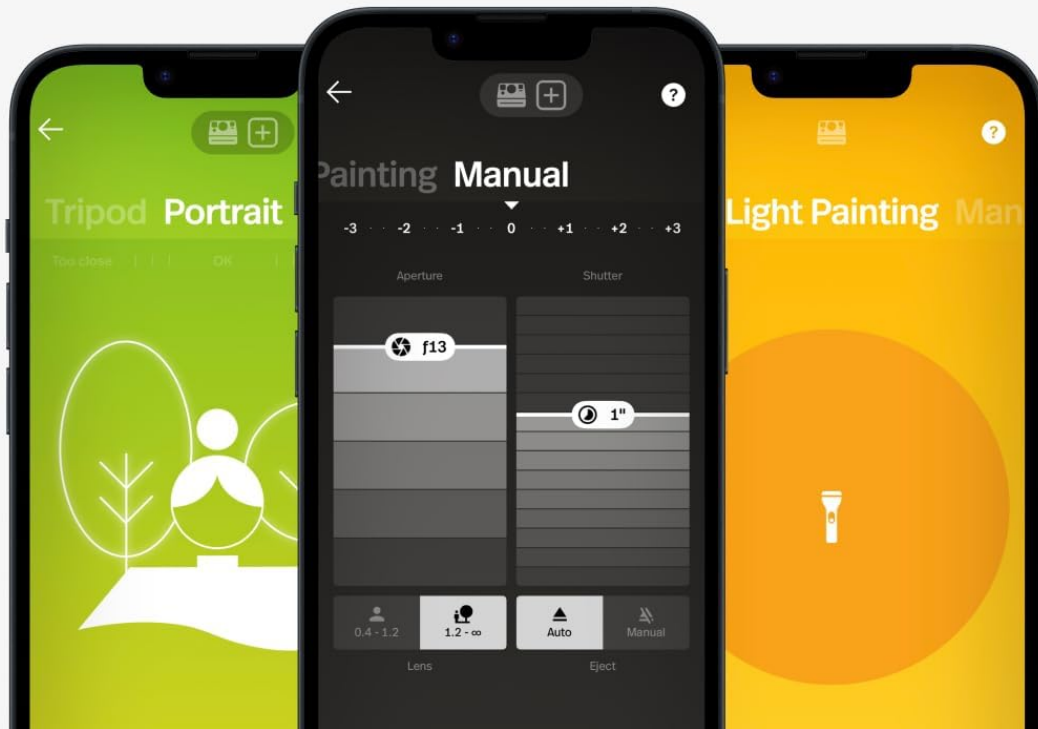 Tripod Portrait
Too close OK
?
Painting Manual
-3 -2 -1 0 +1 +2 +3
Aperture Shutter
ƒ13
1"
0.4 - 1.2 1.2 - ∞ Auto Manual
Lens Eject
?
Light Painting Man